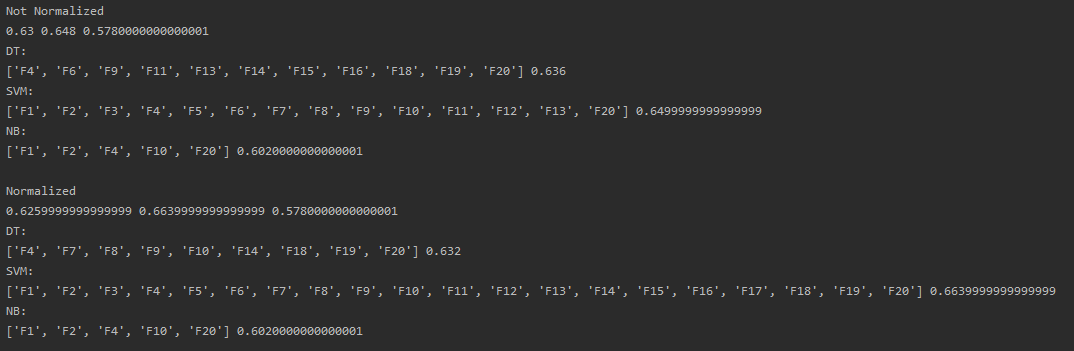 Not Normalized
0.63 0.648 0.5780000000000001
DT:
['F4', 'F6', 'F9', 'F11', 'F13', 'F14', 'F15', 'F16', 'F18', 'F19', 'F20'] 0.636
SVM:
['F1', 'F2', 'F3', 'F4', 'F5', 'F6', 'F7', 'F8', 'F9', 'F10', 'F11', 'F12', 'F13', 'F20'] 0.6499999999999999
NB:
['F1', 'F2', 'F4', 'F10', 'F20'] 0.6020000000000001
Normalized
0.6259999999999999 0.6639999999999999 0.5780000000000001
DT:
['F4', 'F7', 'F8', 'F9', 'F10', 'F14', 'F18', 'F19', 'F20'] 0.632
SVM:
['F1', 'F2', 'F3', 'F4', 'F5', 'F6', 'F7', 'F8', 'F9', 'F10', 'F11', 'F12', 'F13', 'F14', 'F15', 'F16', 'F17', 'F18', 'F19', 'F20'] 0.6639999999999999
NB:
['F1', 'F2', 'F4', 'F10', 'F20'] 0.6020000000000001